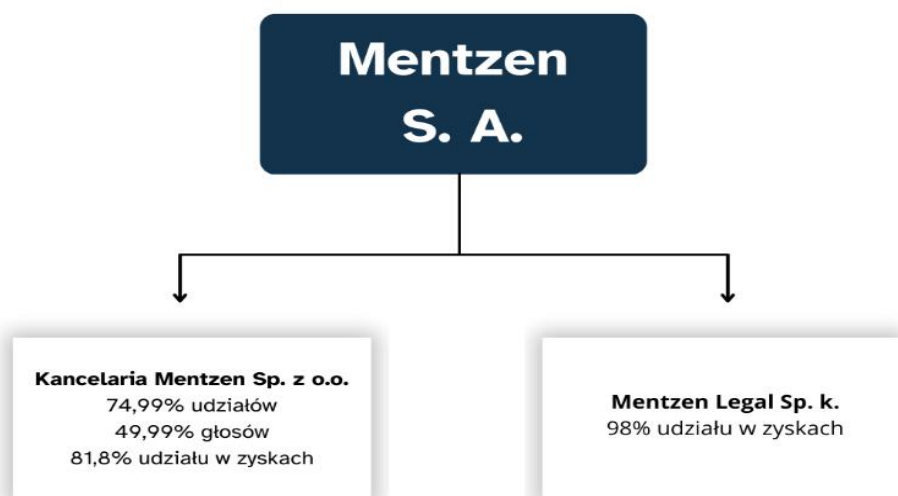 Mentzen
S. A.
Kancelaria Mentzen Sp. z o.o.
74,99% udziałów
49,99% głosów
81,8% udziału w zyskach
Mentzen Legal Sp. k.
98% udziału w zyskach